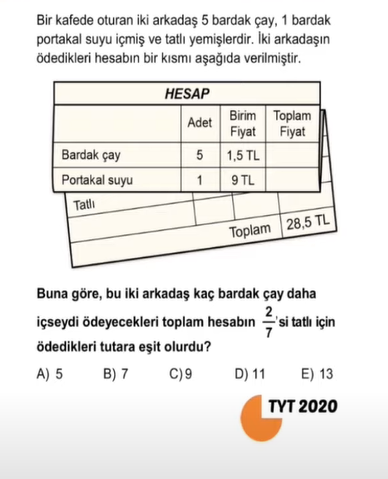 Bir kafede oturan iki arkadaş 5 bardak çay, 1 bardak
portakal suyu içmiş ve tatlı yemişlerdir. İki arkadaşın
ödedikleri hesabın bir kısmı aşağıda verilmiştir.
HESAP
Adet Birim Fiyat Toplam Fiyat
Bardak çay 5 1,5 TL
Portakal suyu 1 9 TL
Tatlı
Toplam 28,5 TL
Buna göre, bu iki arkadaş kaç bardak çay daha
içseydi ödeyecekleri toplam hesabın 2/7'si tatlı için
ödedikleri tutara eşit olurdu?
A) 5 B) 7 C) 9 D) 11 E) 13
TYT 2020